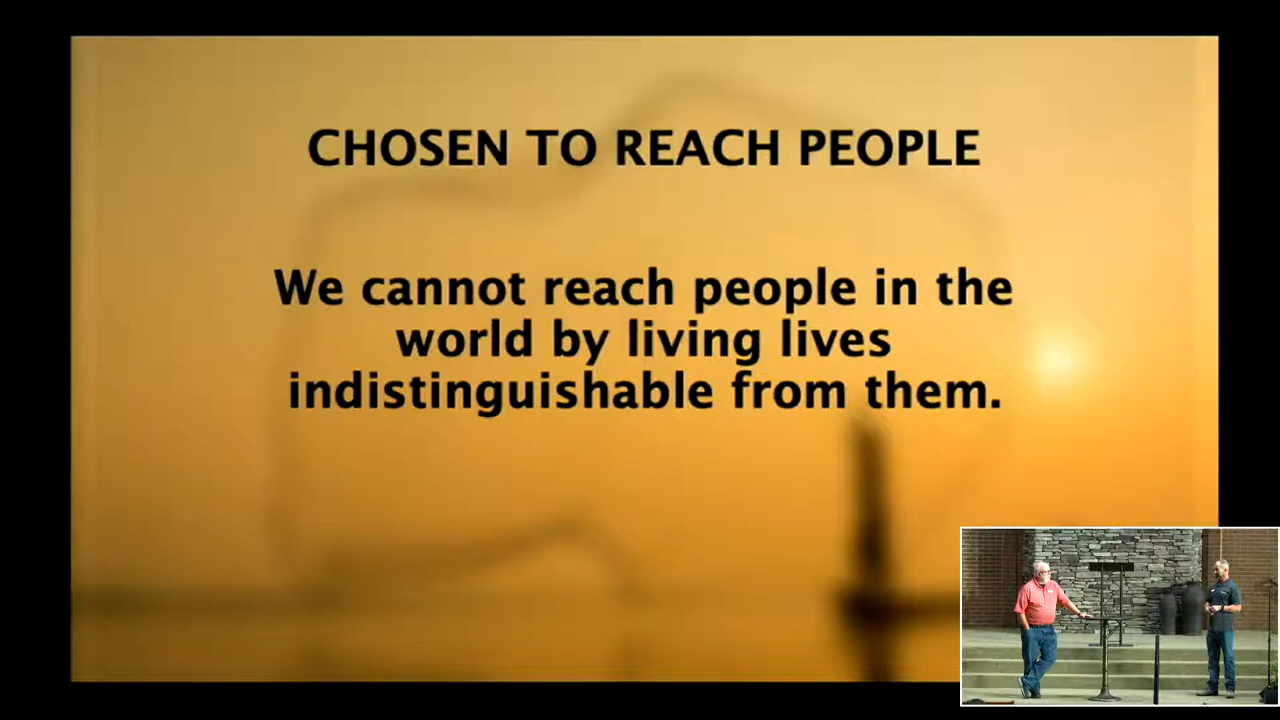 CHOSEN TO REACH PEOPLE
We cannot reach people in the
world by living lives
indistinguishable from them.